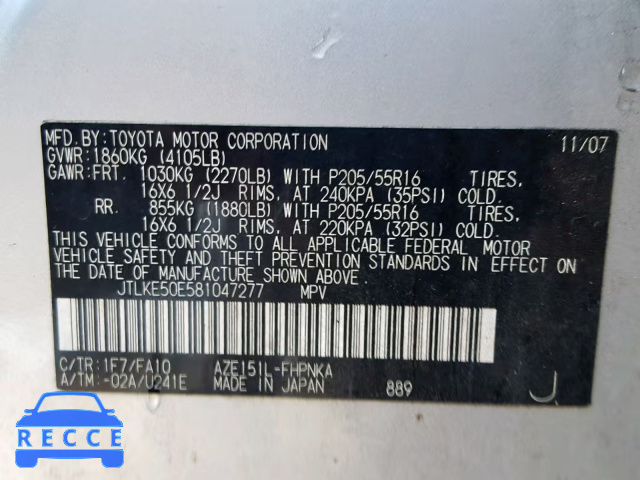 MFD. BY: TOYOTA MOTOR CORPORATION 11/07
GVWR: 1860KG (4105LB)
GAWR: FRT. 1030KG (2270LB) WITH P205/55R16 TIRES,
16X6 1/2J RIMS, AT 240KPA (35PSI) COLD.
RR. 855KG (1880LB) WITH P205/55R16 TIRES,
16X6 1/2J RIMS, AT 220KPA (32PSI) COLD.
THIS VEHICLE CONFORMS TO ALL APPLICABLE FEDERAL MOTOR
VEHICLE SAFETY AND THEFT PREVENTION STANDARDS IN EFFECT ON
THE DATE OF MANUFACTURE SHOWN ABOVE.
JTLKE50E581047277 MPV
C/TR: 1F7/FA10 AZE151L-FHPNKA
A/TM: -02A/U241E MADE IN JAPAN 889 J
RECCE